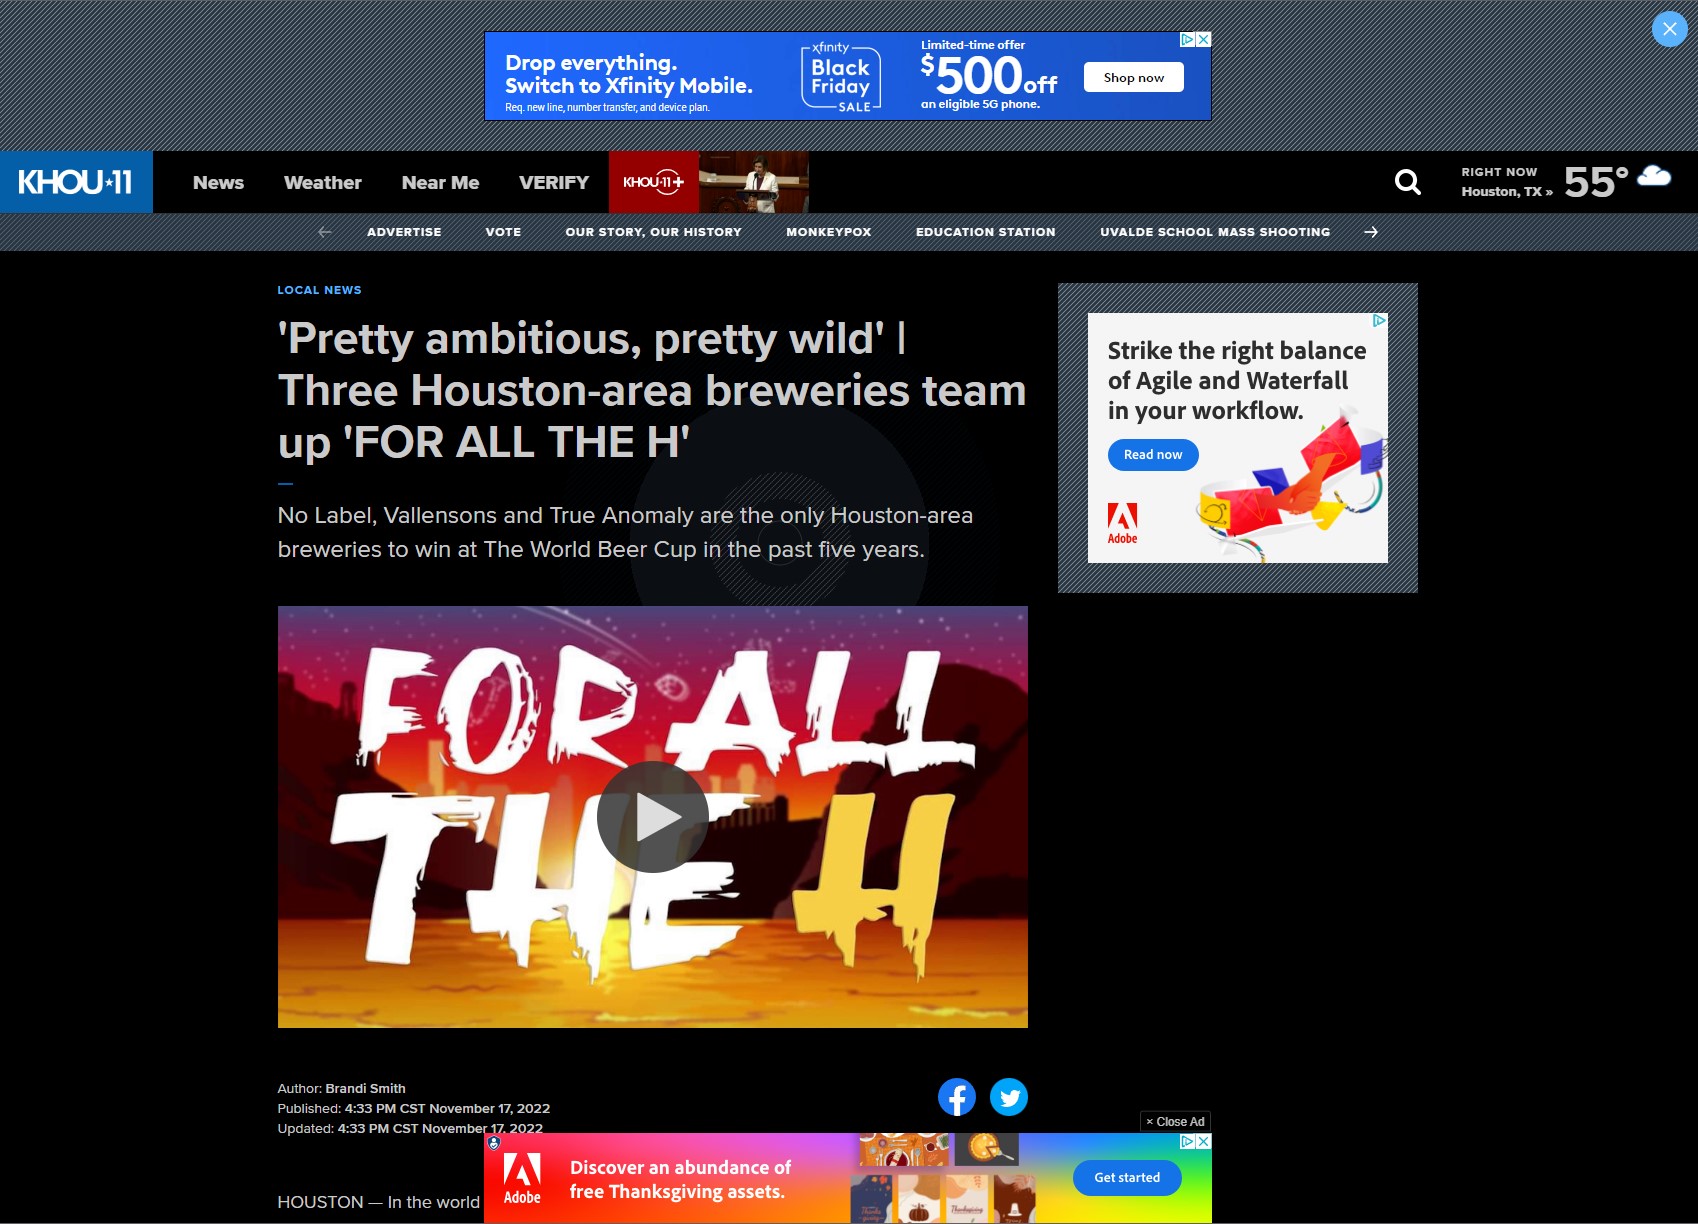 Drop everything.
Switch to Xfinity Mobile.
Req. new line, number transfer, and device plan.
xfinity
Black
Friday
SALE
Limited-time offer
$500 off
an eligible 5G phone.
Shop now
KHOU★11
News
Weather
Near Me
VERIFY
KHOU★11+
RIGHT NOW
Houston, TX »
55°
ADVERTISE
VOTE
OUR STORY, OUR HISTORY
MONKEYPOX
EDUCATION STATION
UVALDE SCHOOL MASS SHOOTING
LOCAL NEWS
'Pretty ambitious, pretty wild' |
Three Houston-area breweries team
up 'FOR ALL THE H'
No Label, Vallensons and True Anomaly are the only Houston-area
breweries to win at The World Beer Cup in the past five years.
Strike the right balance
of Agile and Waterfall
in your workflow.
Read now
Adobe
FOR ALL
THE H
Author: Brandi Smith
Published: 4:33 PM CST November 17, 2022
Updated: 4:33 PM CST November 17, 2022
× Close Ad
Adobe
Discover an abundance of
free Thanksgiving assets.
Get started
HOUSTON — In the world